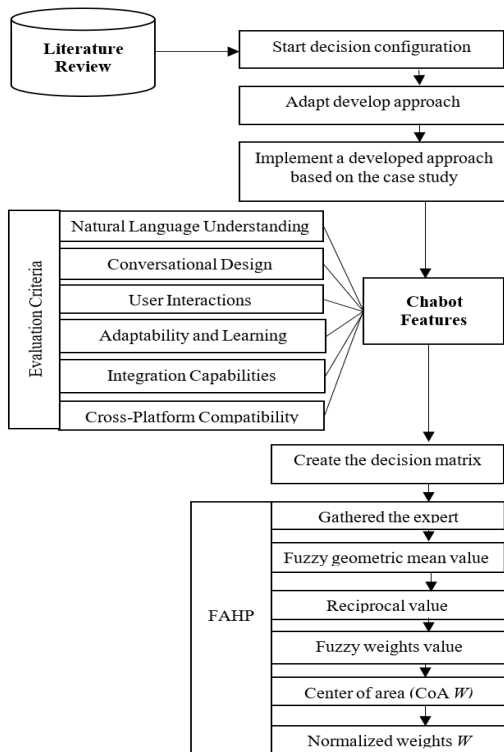 Literature
Review
Start decision configuration
Adapt develop approach
Implement a developed approach
based on the case study
Evaluation Criteria
Natural Language Understanding
Conversational Design
User Interactions
Adaptability and Learning
Integration Capabilities
Cross-Platform Compatibility
Chabot
Features
Create the decision matrix
FAHP
Gathered the expert
Fuzzy geometric mean value
Reciprocal value
Fuzzy weights value
Center of area (CoA W)
Normalized weights W